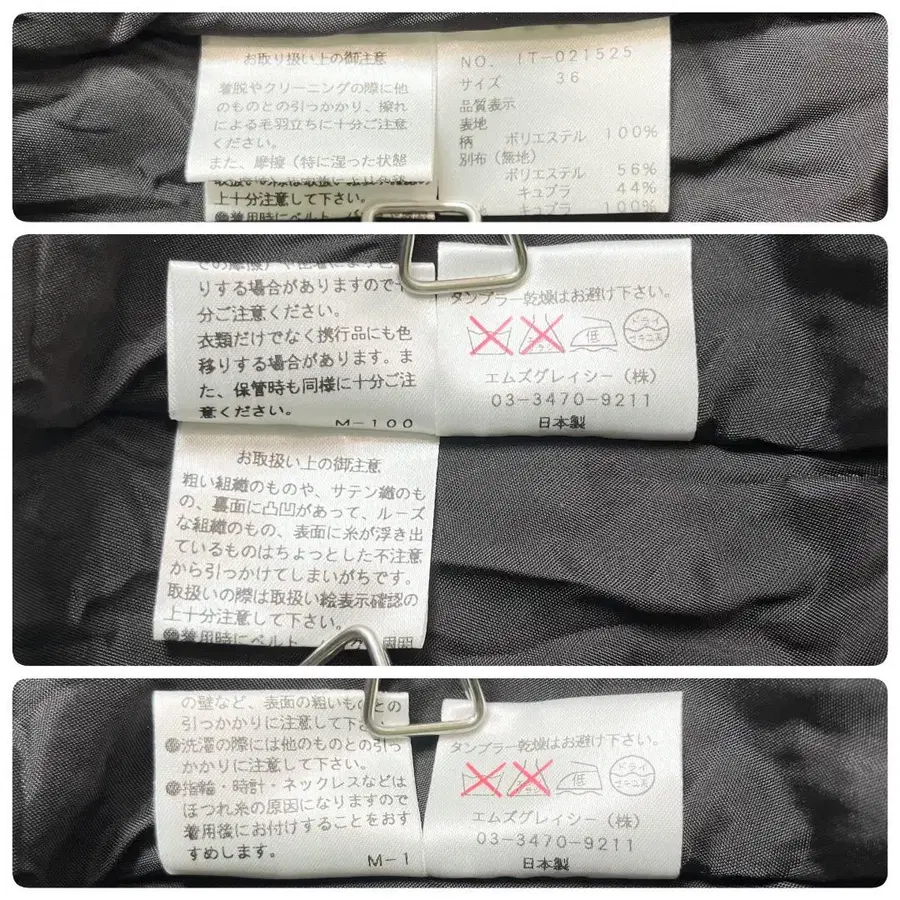 お取り扱い上の御注意
着脱やクリーニングの際に他
のものとの引っかかり、擦れ
による毛羽立ちに十分ご注意
ください。
また、摩擦（特に湿った状態
上十分注意して下さい。
NO. IT-021525
サイズ 36
品質表示
表地
柄 ポリエステル 100%
別布（無地）
ポリエステル 56%
キュプラ 44%
キュプラ 100%
りする場合がありますので十
分ご注意ください。
衣類だけでなく携行品にも色
移りする場合があります。ま
た、保管時も同様に十分ご注
意ください。
M-100
タンブラー乾燥はお避け下さい。
低
ドライ
エムズグレイシー（株）
03-3470-9211
日本製
お取扱い上の御注意
粗い組織のものや、サテン織のも
の、裏面に凸凹があって、ルーズ
な組織のもの、表面に糸が浮き出
ているものはちょっとした不注意
から引っかけてしまいがちです。
取扱いの際は取扱い絵表示確認の
上十分注意して下さい。
の壁など、表面の粗いものとの
引っかかりに注意して下さい。
洗濯の際には他のものとの引っ
かかりに注意して下さい。
指輪・時計・ネックレスなどは
ほつれ糸の原因になりますので
着用後にお付けすることをおす
すめします。
M-1
タンブラー乾燥はお避け下さい。
低
ドライ
エムズグレイシー（株）
03-3470-9211
日本製